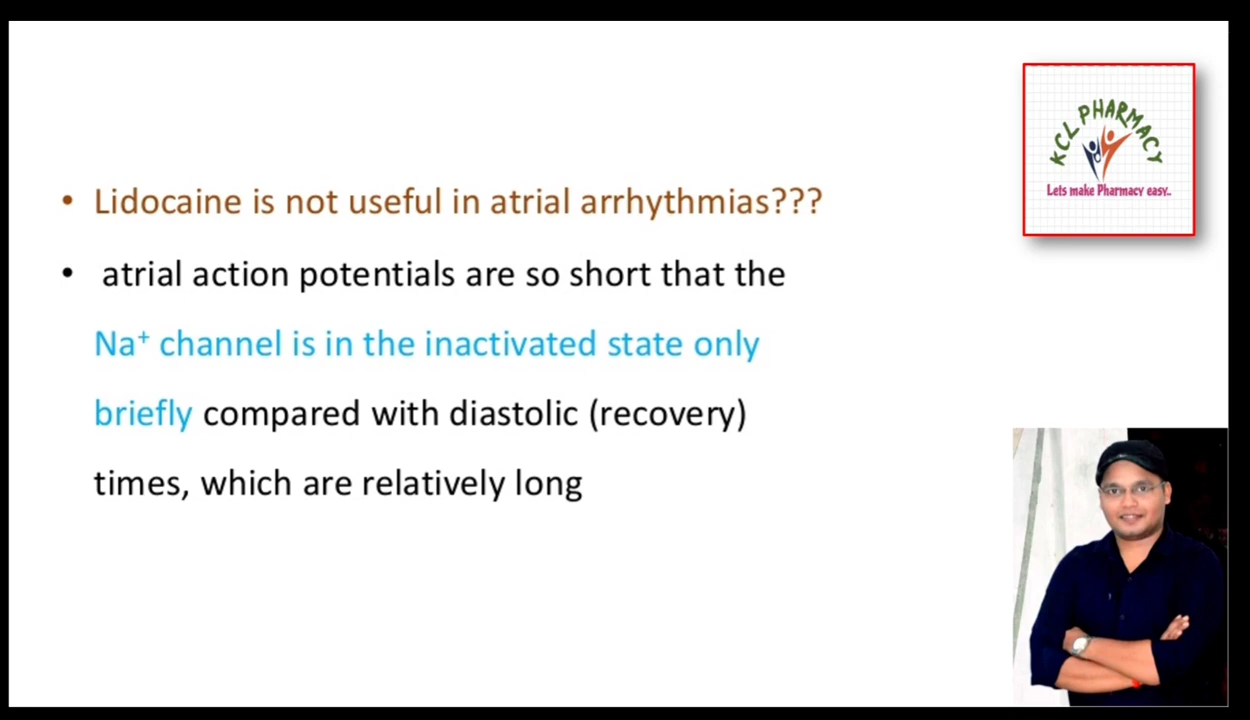 KCL PHARMACY
Lets make Pharmacy easy..
• Lidocaine is not useful in atrial arrhythmias???
• atrial action potentials are so short that the
Na⁺ channel is in the inactivated state only
briefly compared with diastolic (recovery)
times, which are relatively long